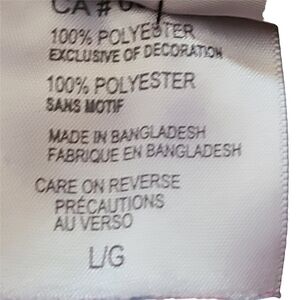 CA #
100% POLYESTER
EXCLUSIVE OF DECORATION
100% POLYESTER
SANS MOTIF
MADE IN BANGLADESH
FABRIQUE EN BANGLADESH
CARE ON REVERSE
PRÉCAUTIONS
AU VERSO
L/G